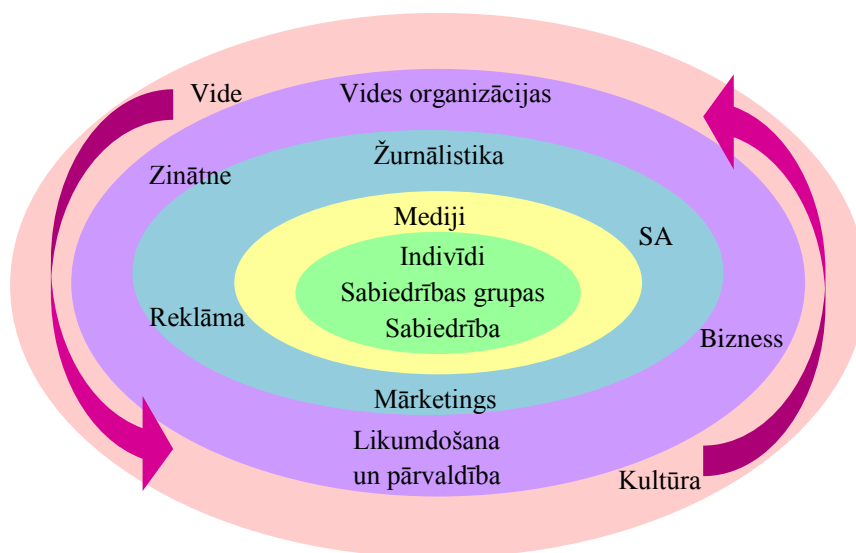 Vide
Vides organizācijas
Žurnālistika
Zinātne
Mediji
SA
Indivīdi
Sabiedrības grupas
Sabiedrība
Reklāma
Bizness
Mārketings
Likumdošana
un pārvaldība
Kultūra